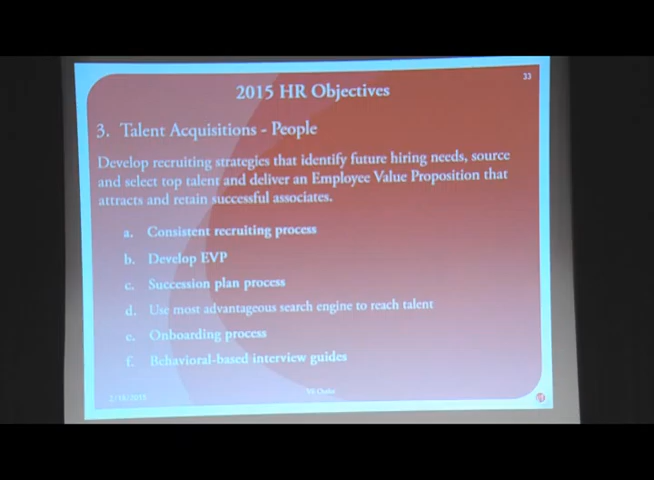 33
2015 HR Objectives
3. Talent Acquisitions - People
Develop recruiting strategies that identify future hiring needs, source
and select top talent and deliver an Employee Value Proposition that
attracts and retain successful associates.
a. Consistent recruiting process
b. Develop EVP
c. Succession plan process
d. Use most advantageous search engine to reach talent
e. Onboarding process
f. Behavioral-based interview guides